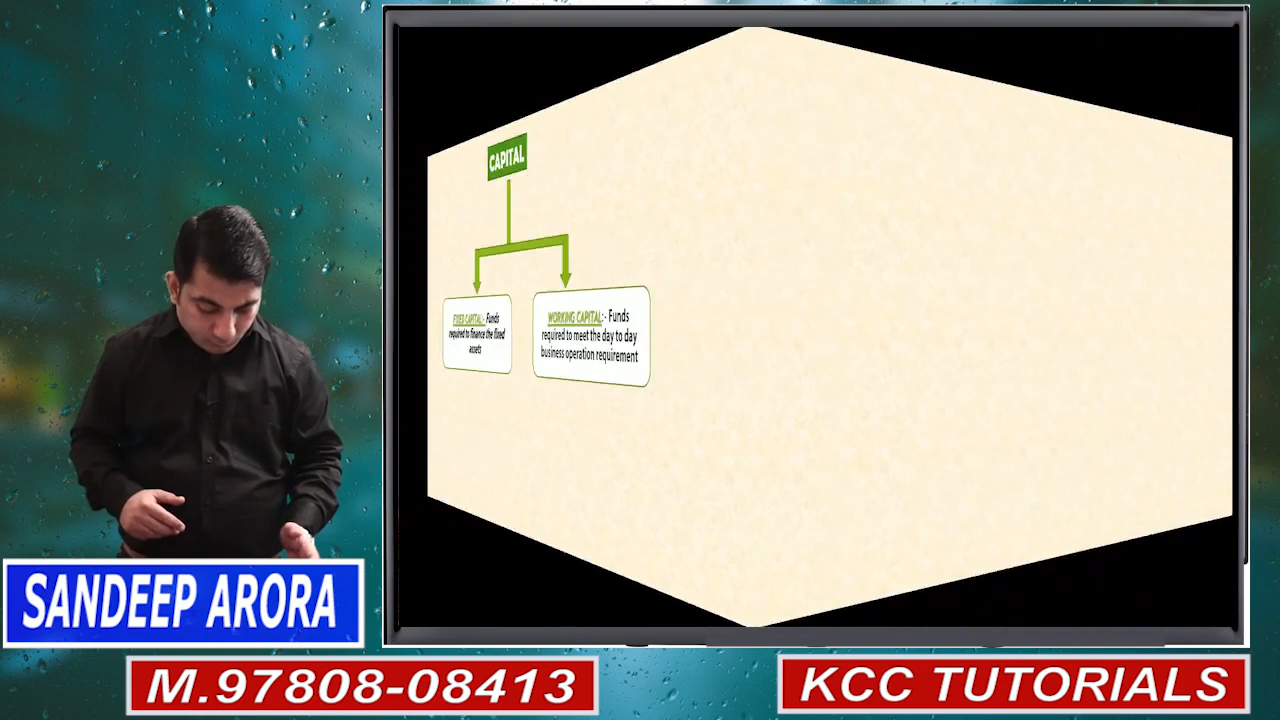 CAPITAL
FIXED CAPITAL:- Funds
required to finance the fixed
assets
WORKING CAPITAL:- Funds
required to meet the day to day
business operation requirement
SANDEEP ARORA
M.97808-08413
KCC TUTORIALS